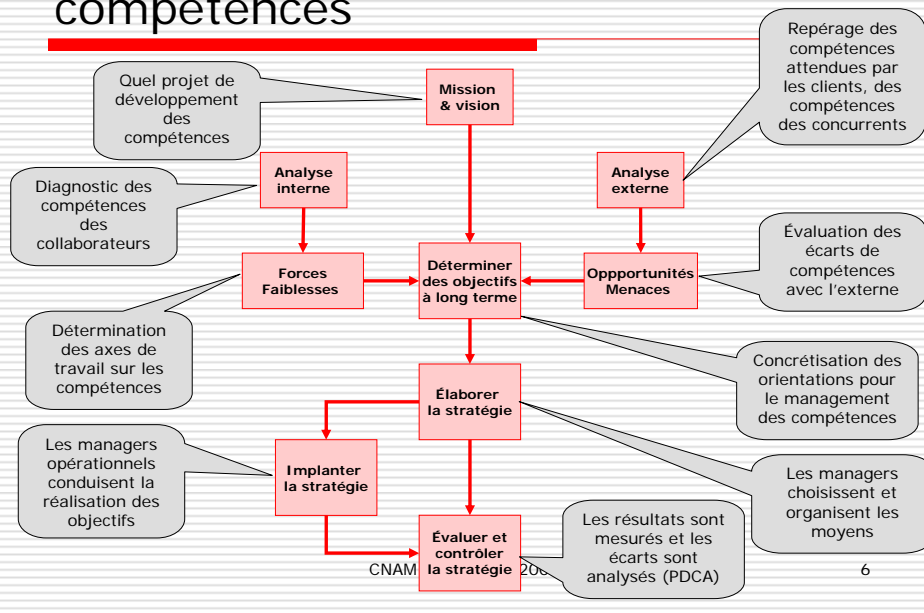 compétences
Quel projet de
développement
des
compétences
Mission
& vision
Repérage des
compétences
attendues par
les clients, des
compétences
des concurrents
Diagnostic des
compétences
des
collaborateurs
Analyse
interne
Analyse
externe
Forces
Faiblesses
Déterminer
des objectifs
à long terme
Oppportunités
Menaces
Évaluation des
écarts de
compétences
avec l'externe
Détermination
des axes de
travail sur les
compétences
Concrétisation des
orientations pour
le management
des compétences
Élaborer
la stratégie
Les managers
opérationnels
conduisent la
réalisation des
objectifs
Implanter
la stratégie
Les managers
choisissent et
organisent les
moyens
Évaluer et
contrôler
la stratégie
Les résultats sont
mesurés et les
écarts sont
analysés (PDCA)
CNAM
6